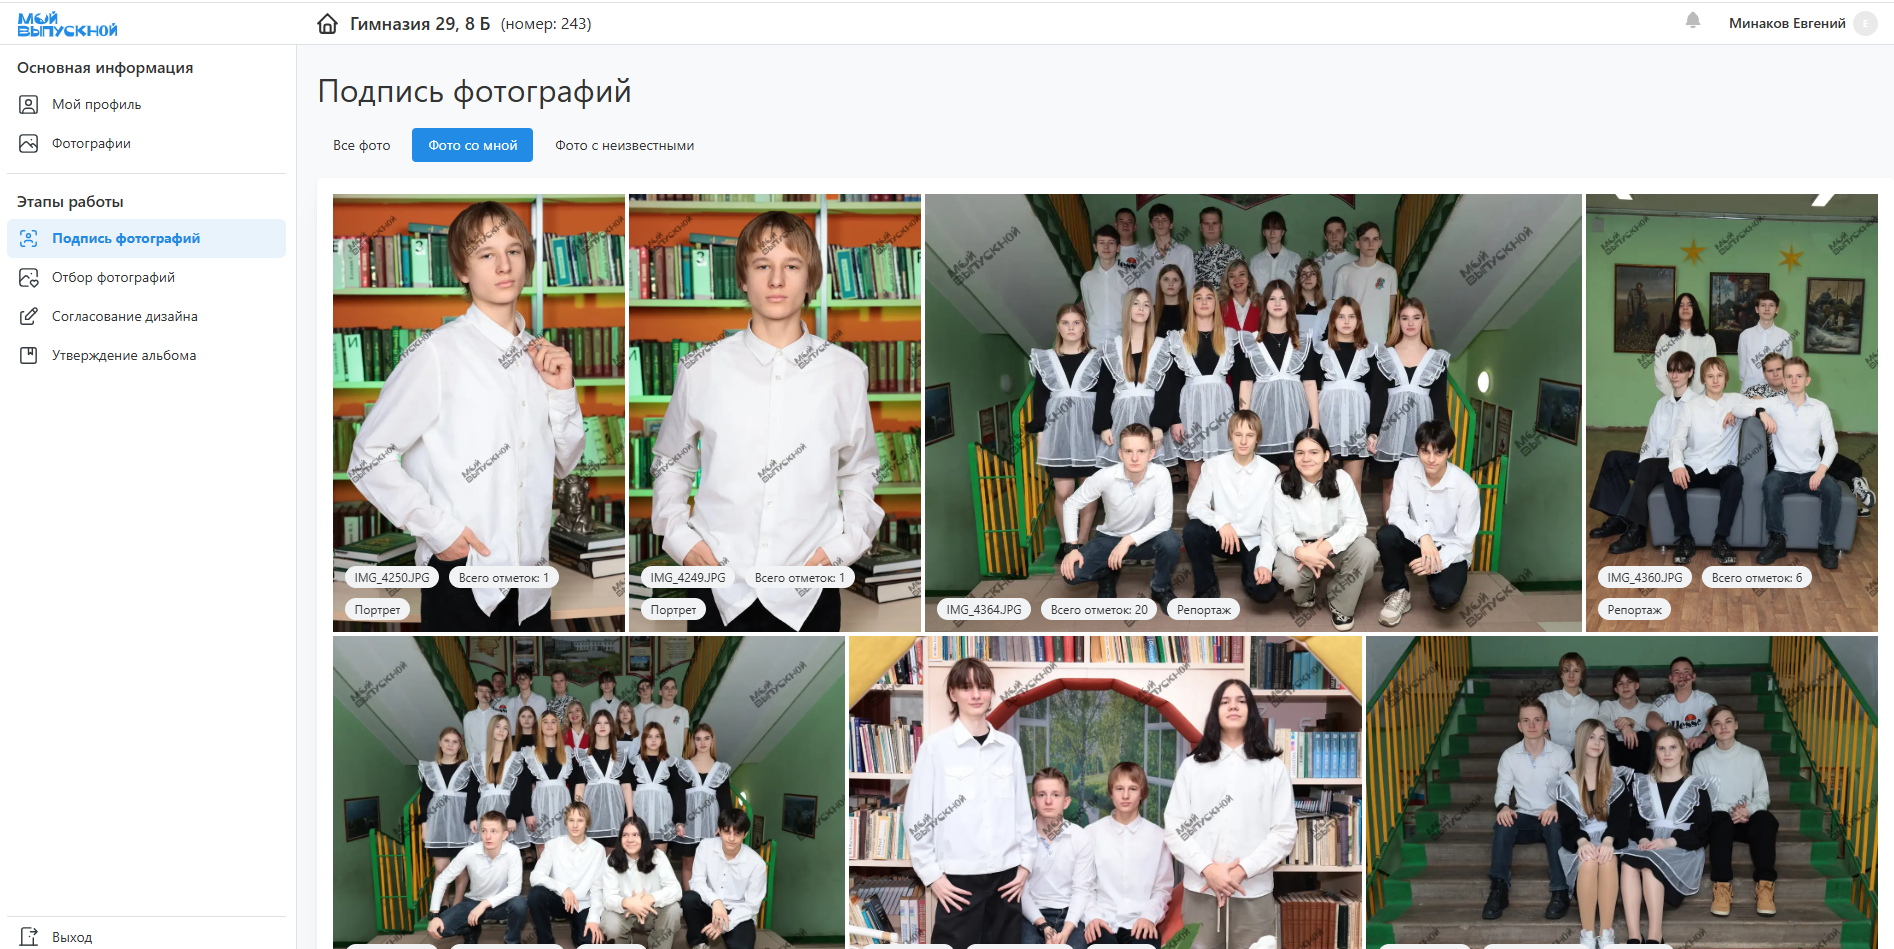 МОЙ ВЫПУСКНОЙ
Гимназия 29, 8 Б (номер: 243)
Минаков Евгений
Е
Основная информация
Мой профиль
Фотографии
Этапы работы
Подпись фотографий
Отбор фотографий
Согласование дизайна
Утверждение альбома
Выход
Подпись фотографий
Все фото
Фото со мной
Фото с неизвестными
IMG_4250.JPG
Всего отметок: 1
Портрет
IMG_4249.JPG
Всего отметок: 1
Портрет
IMG_4364.JPG
Всего отметок: 20
Репортаж
IMG_4360.JPG
Всего отметок: 6
Репортаж
МОЙ ВЫПУСКНОЙ
ellesse